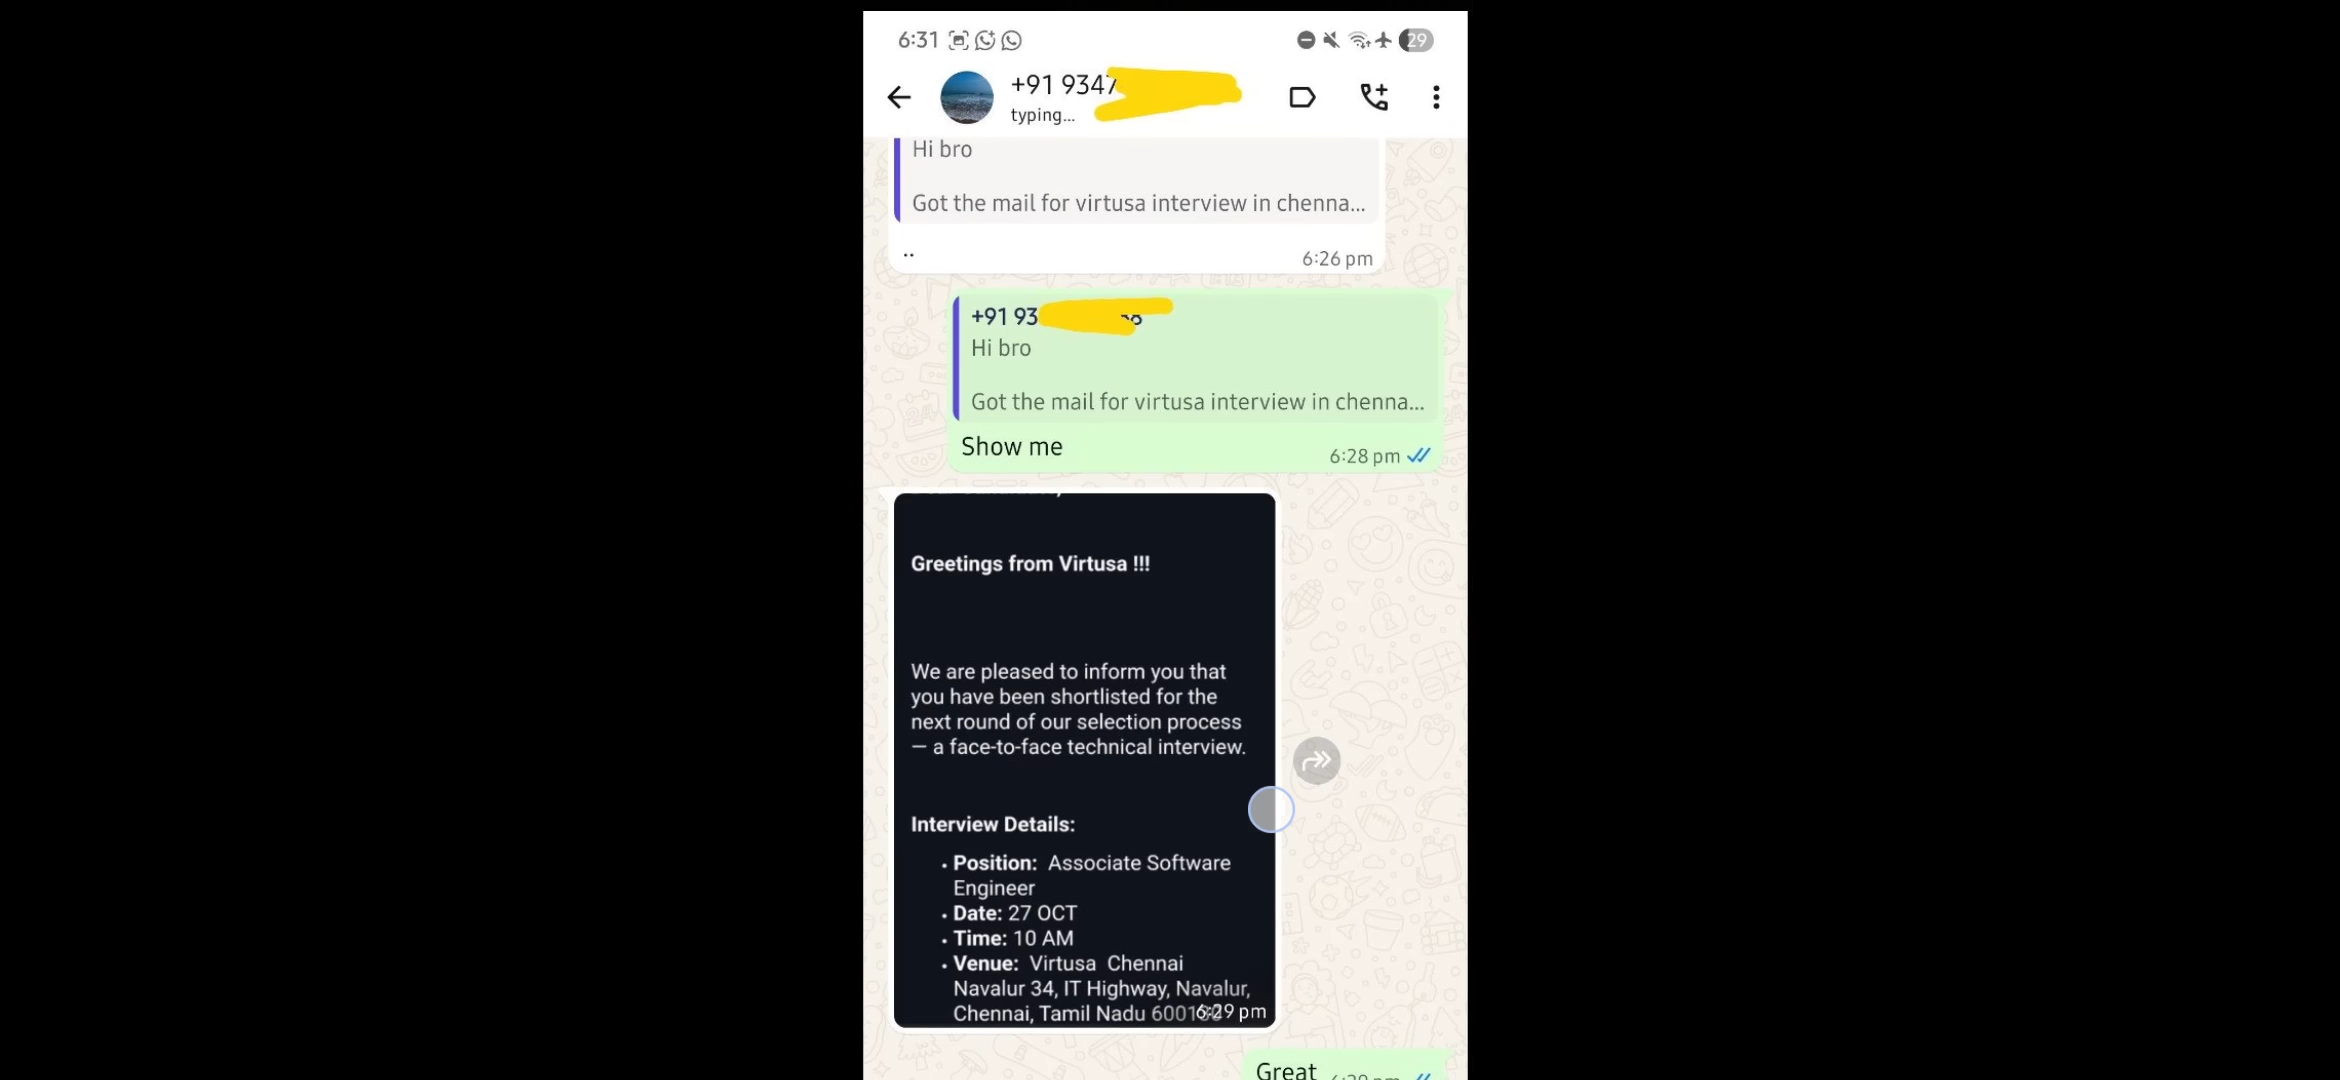 6:31
29
+91 9347
typing...
Hi bro
Got the mail for virtusa interview in chenna...
..
6:26 pm
+91 93
Hi bro
Got the mail for virtusa interview in chenna...
Show me
6:28 pm
Greetings from Virtusa !!!
We are pleased to inform you that
you have been shortlisted for the
next round of our selection process
— a face-to-face technical interview.
Interview Details:
• Position: Associate Software
Engineer
• Date: 27 OCT
• Time: 10 AM
• Venue: Virtusa Chennai
Navalur 34, IT Highway, Navalur,
Chennai, Tamil Nadu
6:29 pm
Great